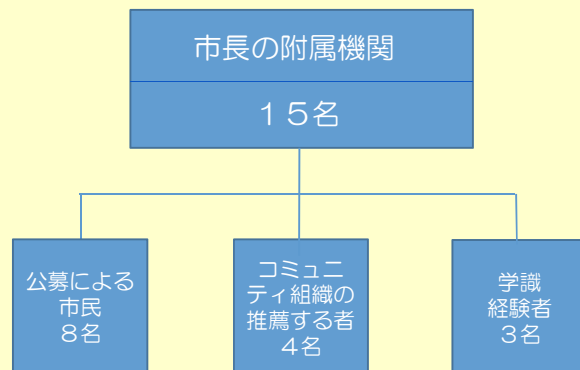 市長の附属機関
１５名
公募による
市民
８名
コミュニ
ティ組織の
推薦する者
４名
学識
経験者
３名